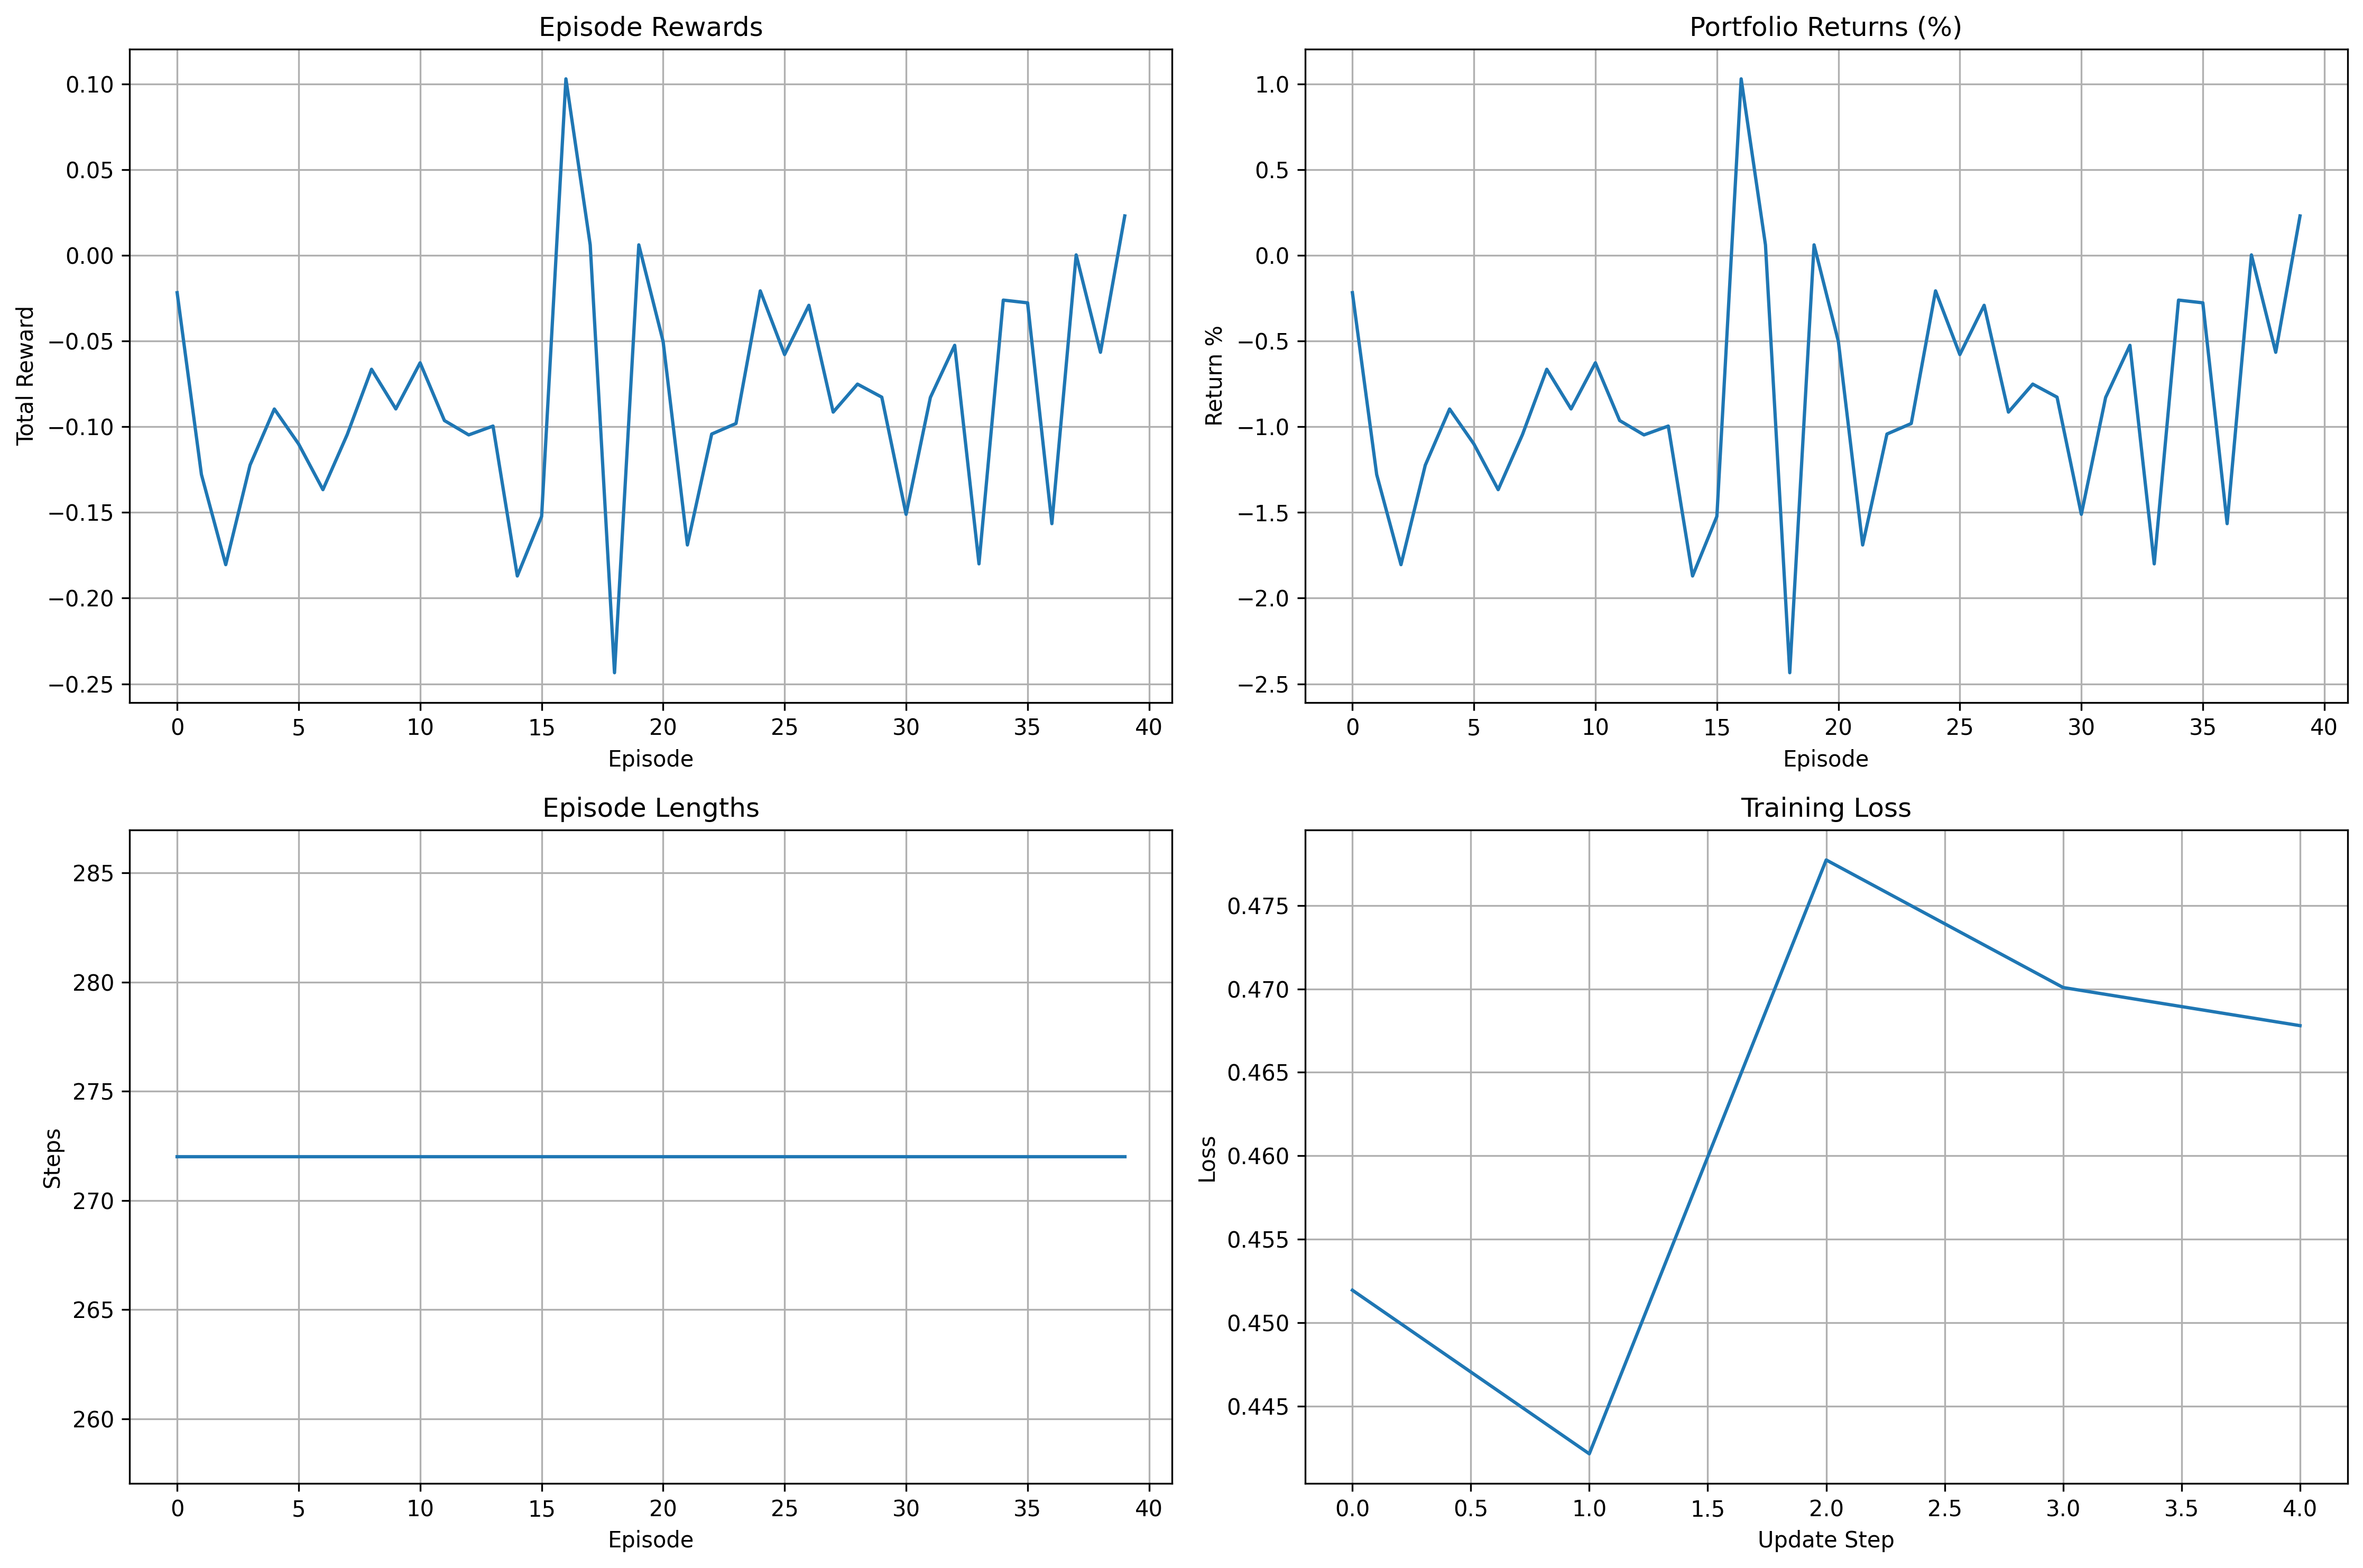 Episode Rewards
Total Reward
0.10
0.05
0.00
−0.05
−0.10
−0.15
−0.20
−0.25
0 5 10 15 20 25 30 35 40
Episode
Portfolio Returns (%)
Return %
1.0
0.5
0.0
−0.5
−1.0
−1.5
−2.0
−2.5
0 5 10 15 20 25 30 35 40
Episode
Episode Lengths
Steps
285
280
275
270
265
260
0 5 10 15 20 25 30 35 40
Episode
Training Loss
Loss
0.475
0.470
0.465
0.460
0.455
0.450
0.445
0.0 0.5 1.0 1.5 2.0 2.5 3.0 3.5 4.0
Update Step